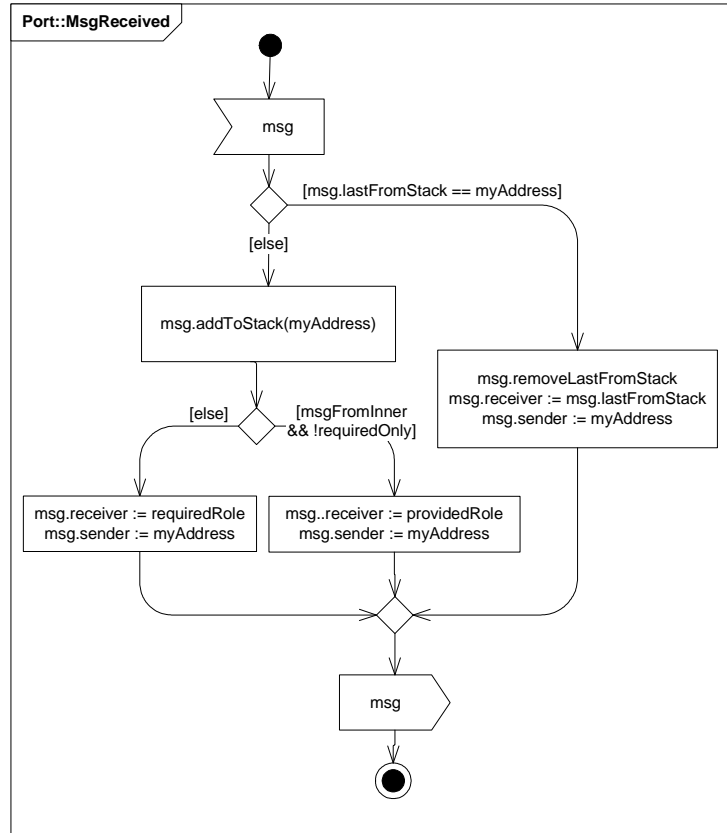 Port::MsgReceived
msg
[msg.lastFromStack == myAddress]
[else]
msg.addToStack(myAddress)
[else]
[msgFromInner
&& !requiredOnly]
msg.removeLastFromStack
msg.receiver := msg.lastFromStack
msg.sender := myAddress
msg.receiver := requiredRole
msg.sender := myAddress
msg..receiver := providedRole
msg.sender := myAddress
msg